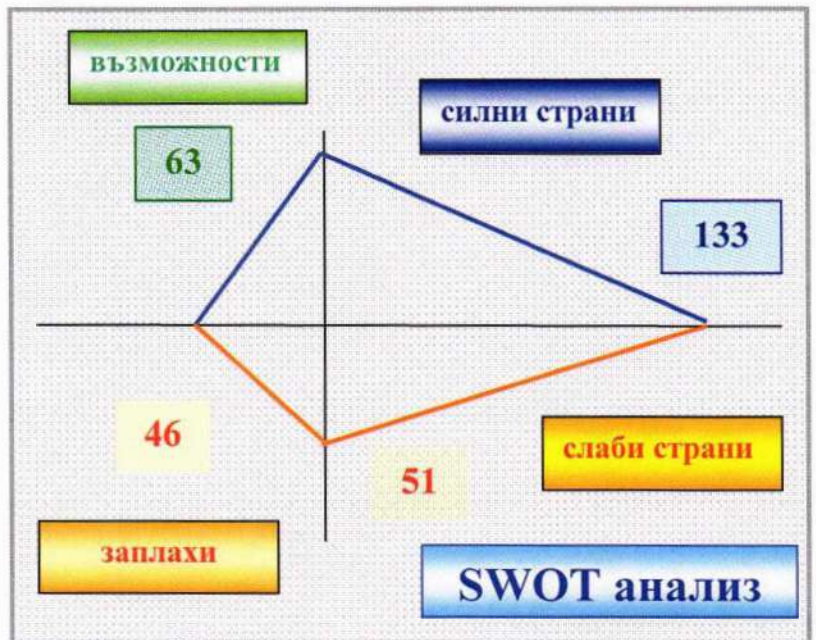 възможности
силни страни
63
133
46
51
слаби страни
заплахи
SWOT анализ